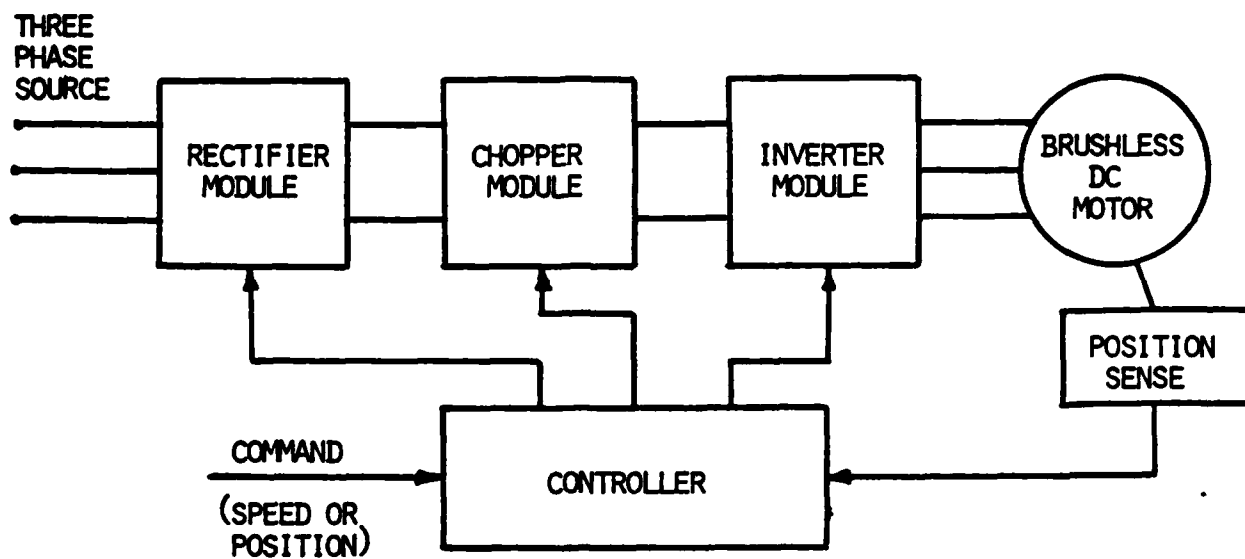 THREE
PHASE
SOURCE
RECTIFIER
MODULE
CHOPPER
MODULE
INVERTER
MODULE
BRUSHLESS
DC
MOTOR
POSITION
SENSE
COMMAND
(SPEED OR
POSITION)
CONTROLLER